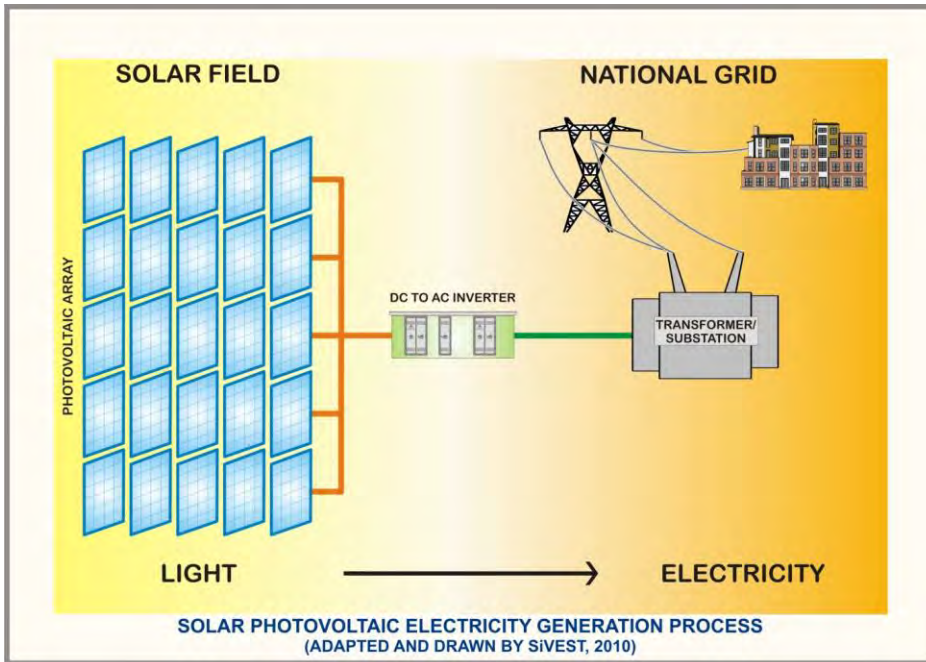 SOLAR FIELD
NATIONAL GRID
PHOTOVOLTAIC ARRAY
DC TO AC INVERTER
TRANSFORMER/
SUBSTATION
LIGHT
ELECTRICITY
SOLAR PHOTOVOLTAIC ELECTRICITY GENERATION PROCESS
(ADAPTED AND DRAWN BY SiVEST, 2010)